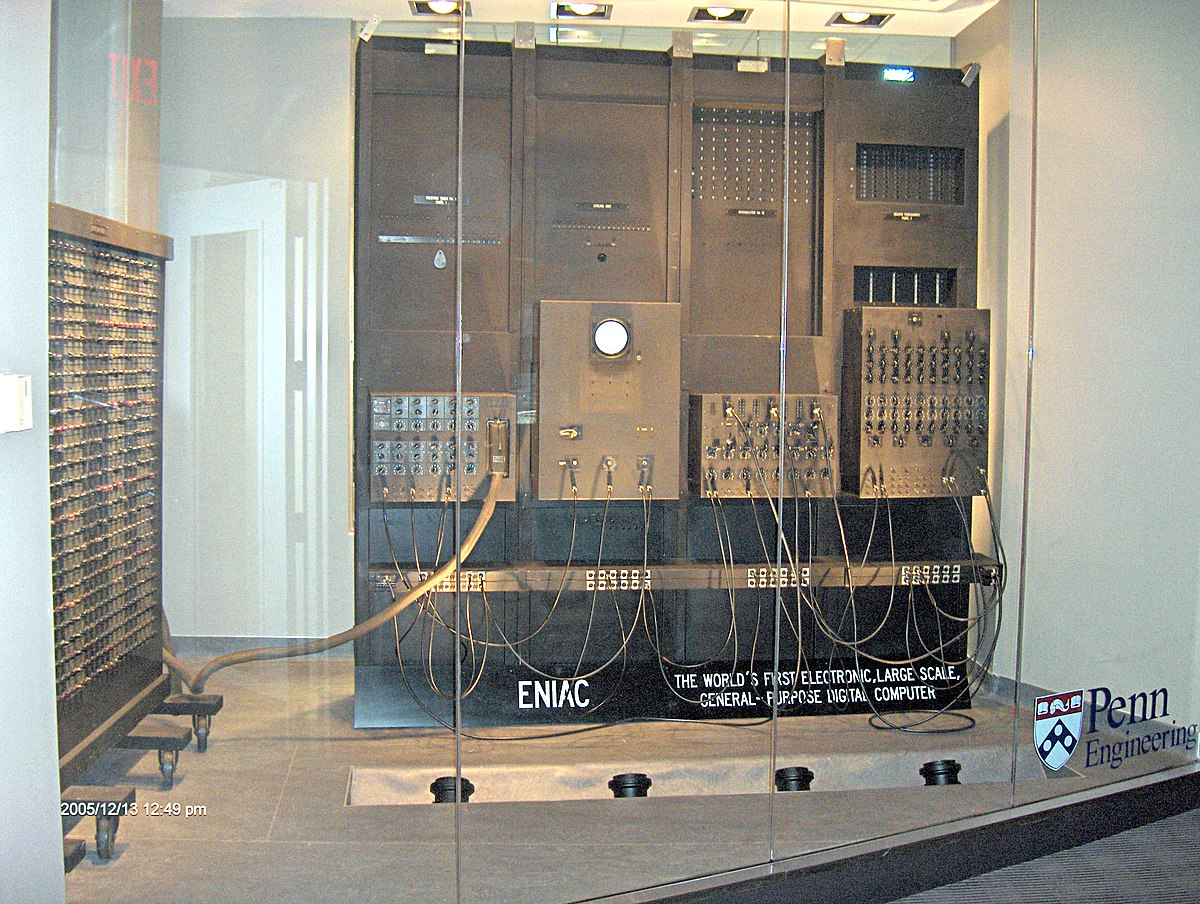 EXIT
ENIAC
THE WORLD'S FIRST ELECTRONIC, LARGE SCALE,
GENERAL-PURPOSE DIGITAL COMPUTER
Penn
Engineering
2005/12/13 12:49 pm